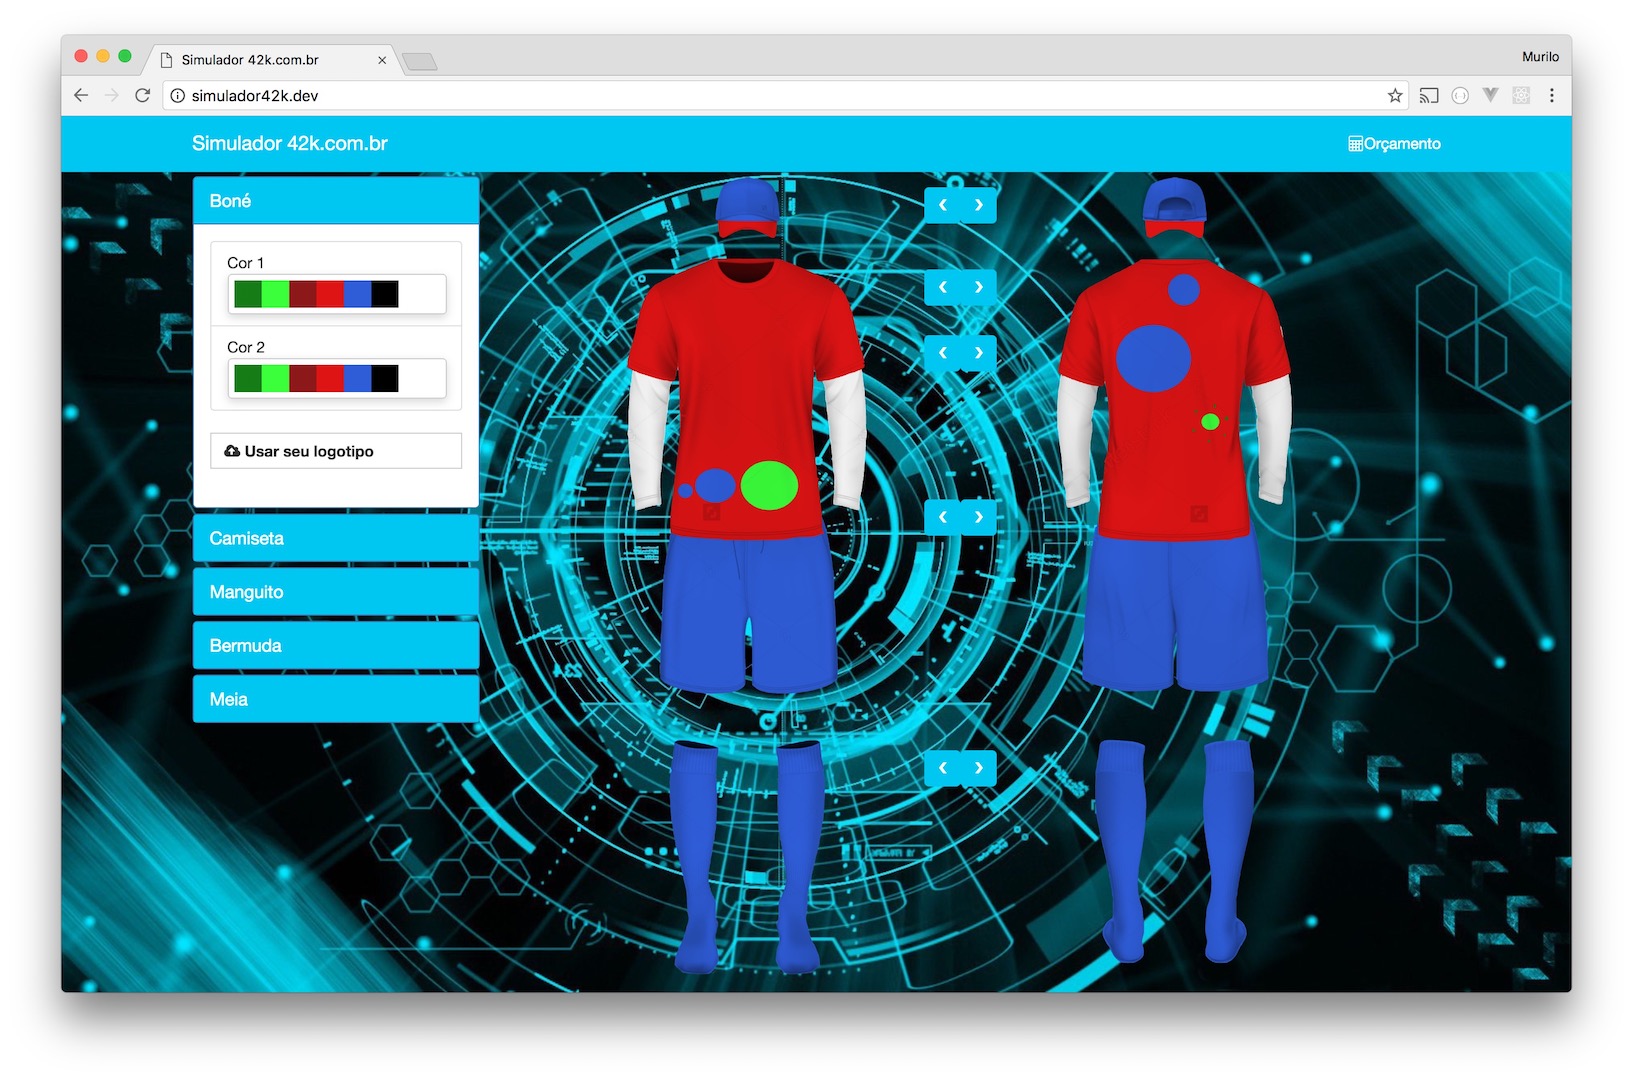 Simulador 42k.com.br
Murilo
simulador42k.dev
Simulador 42k.com.br
Orçamento
Boné
Cor 1
Cor 2
Usar seu logotipo
Camiseta
Manguito
Bermuda
Meia